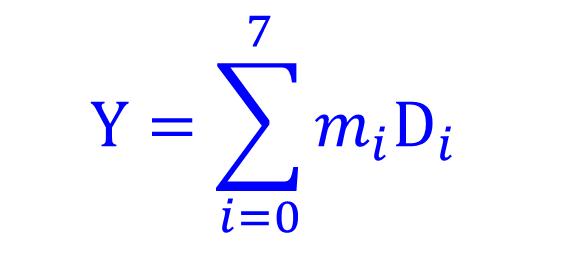 Y = ∑_{i=0}^{7} m_i D_i